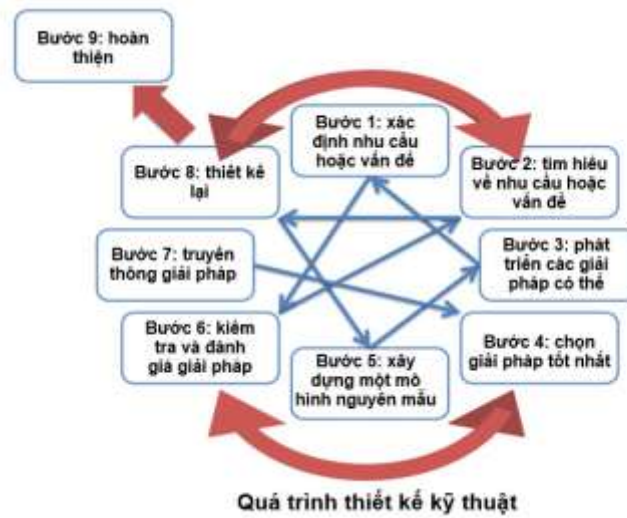 Bước 9: hoàn
thiện
Bước 1: xác
định nhu cầu
hoặc vấn đề
Bước 8: thiết kế
lại
Bước 2: tìm hiểu
về nhu cầu hoặc
vấn đề
Bước 7: truyền
thông giải pháp
Bước 3: phát
triển các giải
pháp có thể
Bước 6: kiểm
tra và đánh
giá giải pháp
Bước 5: xây
dựng một mô
hình nguyên mẫu
Bước 4: chọn
giải pháp tốt nhất
Quá trình thiết kế kỹ thuật